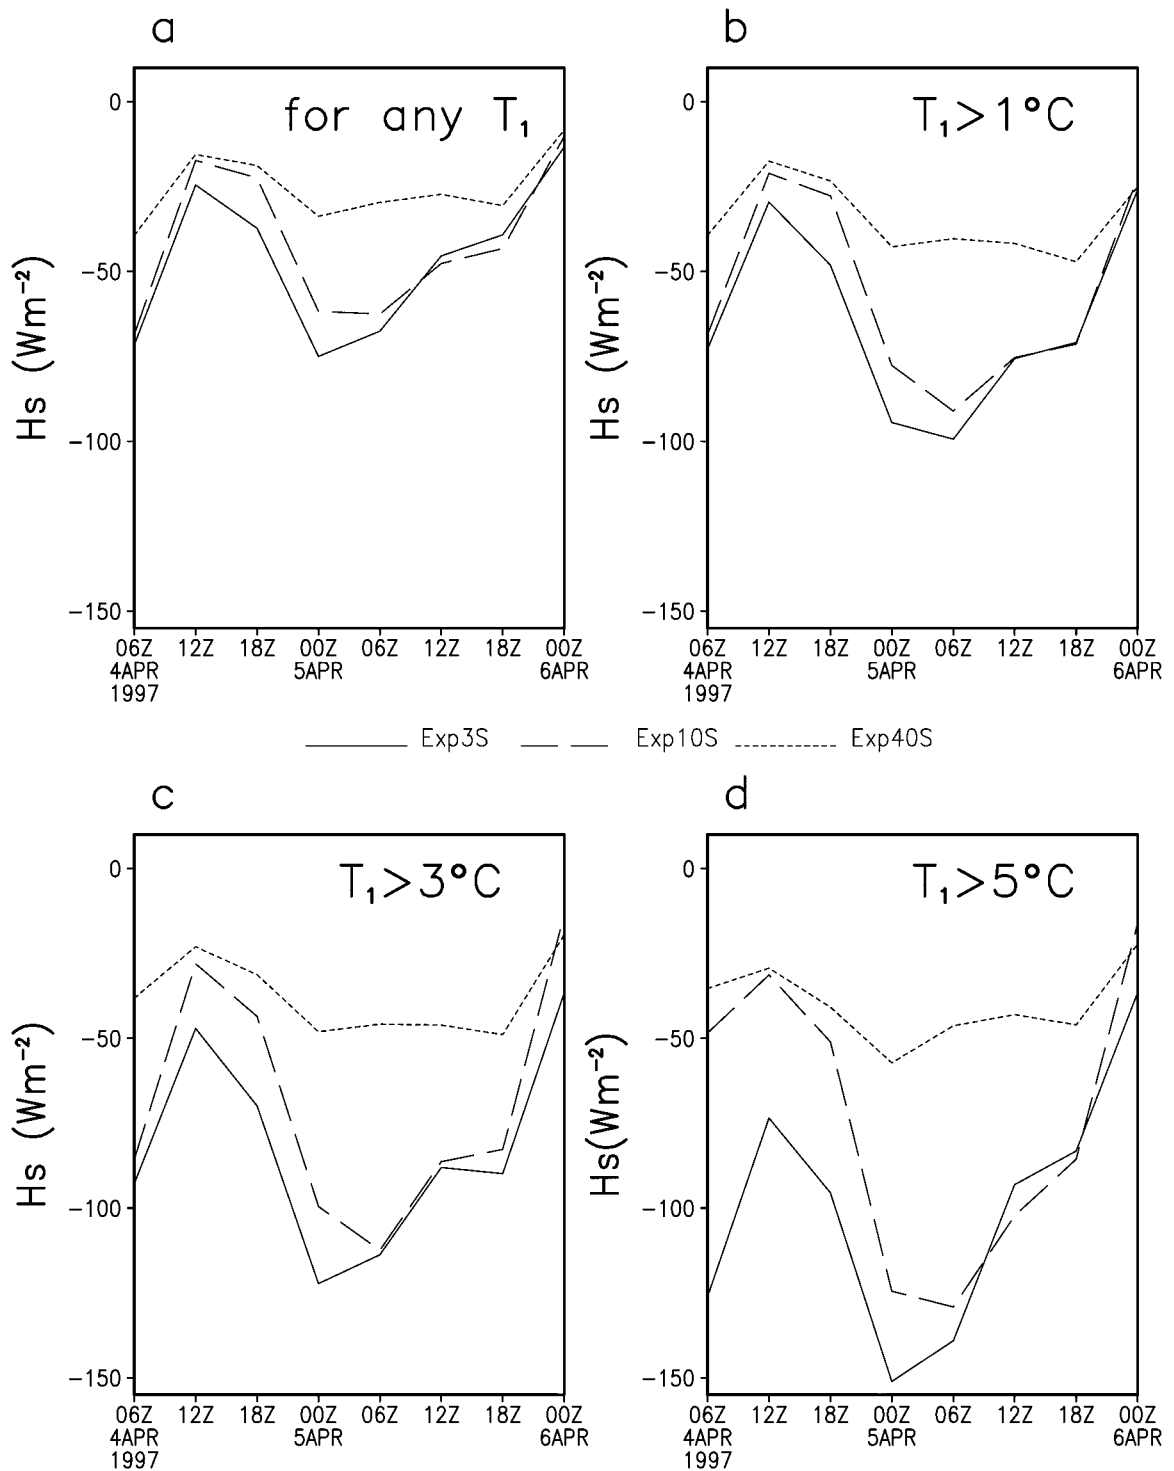 a
for any T₁
0
−50
−100
−150
Hs (Wm⁻²)
06Z 12Z 18Z 00Z 06Z 12Z 18Z 00Z
4APR 5APR 6APR
1997
b
T₁>1°C
0
−50
−100
−150
Hs (Wm⁻²)
06Z 12Z 18Z 00Z 06Z 12Z 18Z 00Z
4APR 5APR 6APR
1997
Exp3S Exp10S Exp40S
c
T₁>3°C
0
−50
−100
−150
Hs (Wm⁻²)
06Z 12Z 18Z 00Z 06Z 12Z 18Z 00Z
4APR 5APR 6APR
1997
d
T₁>5°C
0
−50
−100
−150
Hs(Wm⁻²)
06Z 12Z 18Z 00Z 06Z 12Z 18Z 00Z
4APR 5APR 6APR
1997